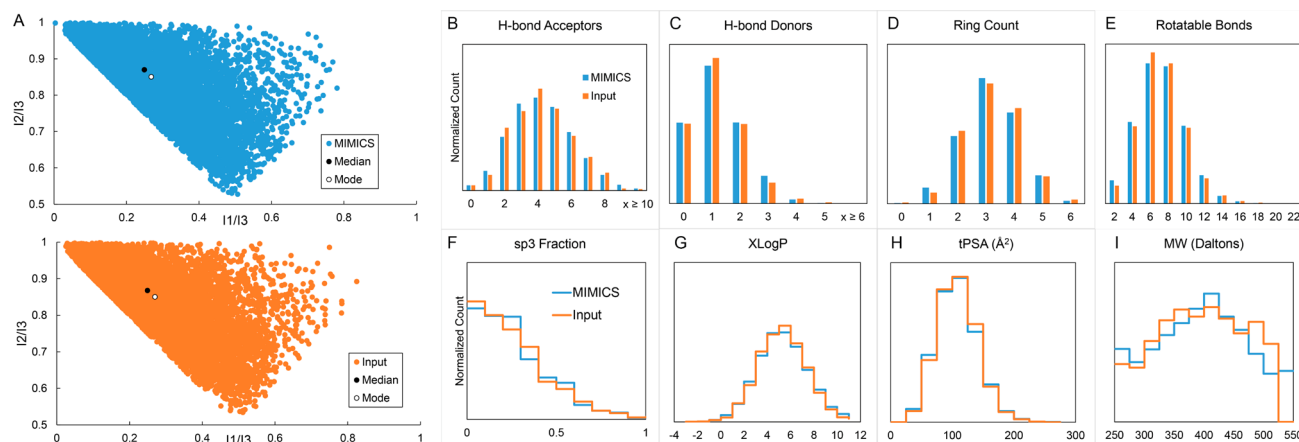 A
1
0.9
0.8
0.7
0.6
0.5
I2/I3
0 0.2 0.4 0.6 0.8 1
I1/I3
MIMICS
Median
Mode
1
0.9
0.8
0.7
0.6
0.5
I2/I3
0 0.2 0.4 0.6 0.8 1
I1/I3
Input
Median
Mode
B H-bond Acceptors
Normalized Count
MIMICS
Input
0 2 4 6 8 x ≥ 10
C H-bond Donors
0 1 2 3 4 5 x ≥ 6
D Ring Count
0 1 2 3 4 5 6
E Rotatable Bonds
2 4 6 8 10 12 14 16 18 20 22
F sp3 Fraction
Normalized Count
MIMICS
Input
0 0.5 1
G XLogP
-4 -2 0 2 4 6 8 10 12
H tPSA (Å²)
0 100 200 300
I MW (Daltons)
250 300 350 400 450 500 550